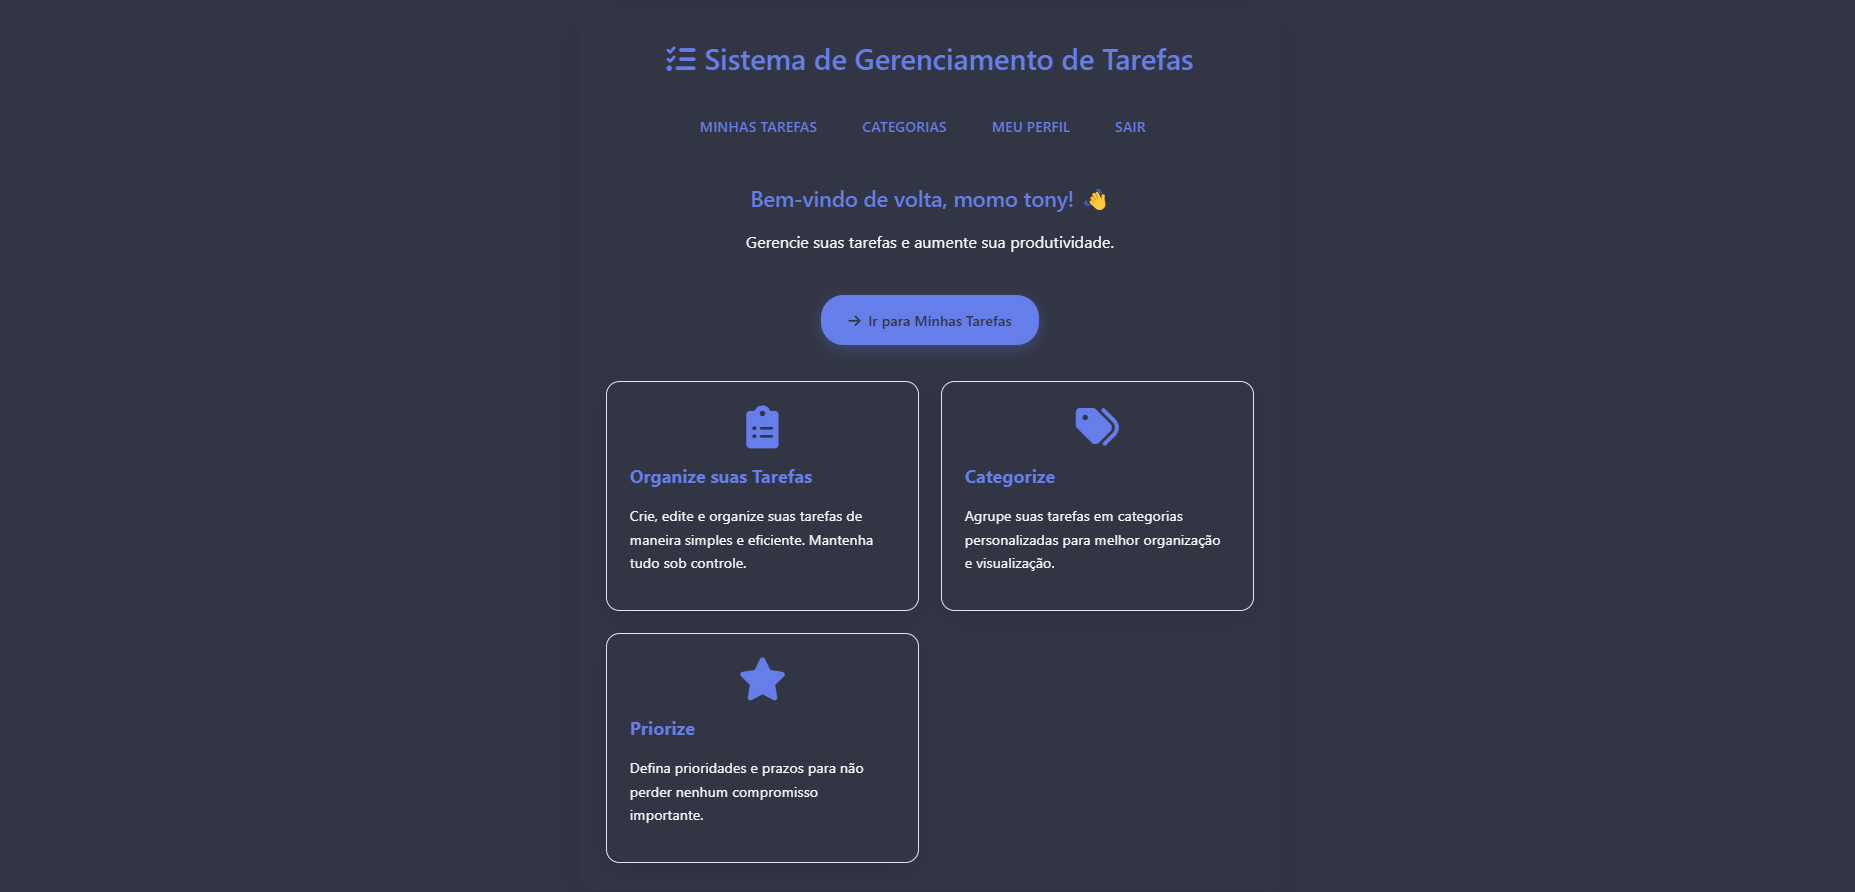 Sistema de Gerenciamento de Tarefas
MINHAS TAREFAS CATEGORIAS MEU PERFIL SAIR
Bem-vindo de volta, momo tony! 👋
Gerencie suas tarefas e aumente sua produtividade.
Ir para Minhas Tarefas
Organize suas Tarefas
Crie, edite e organize suas tarefas de
maneira simples e eficiente. Mantenha
tudo sob controle.
Categorize
Agrupe suas tarefas em categorias
personalizadas para melhor organização
e visualização.
Priorize
Defina prioridades e prazos para não
perder nenhum compromisso
importante.